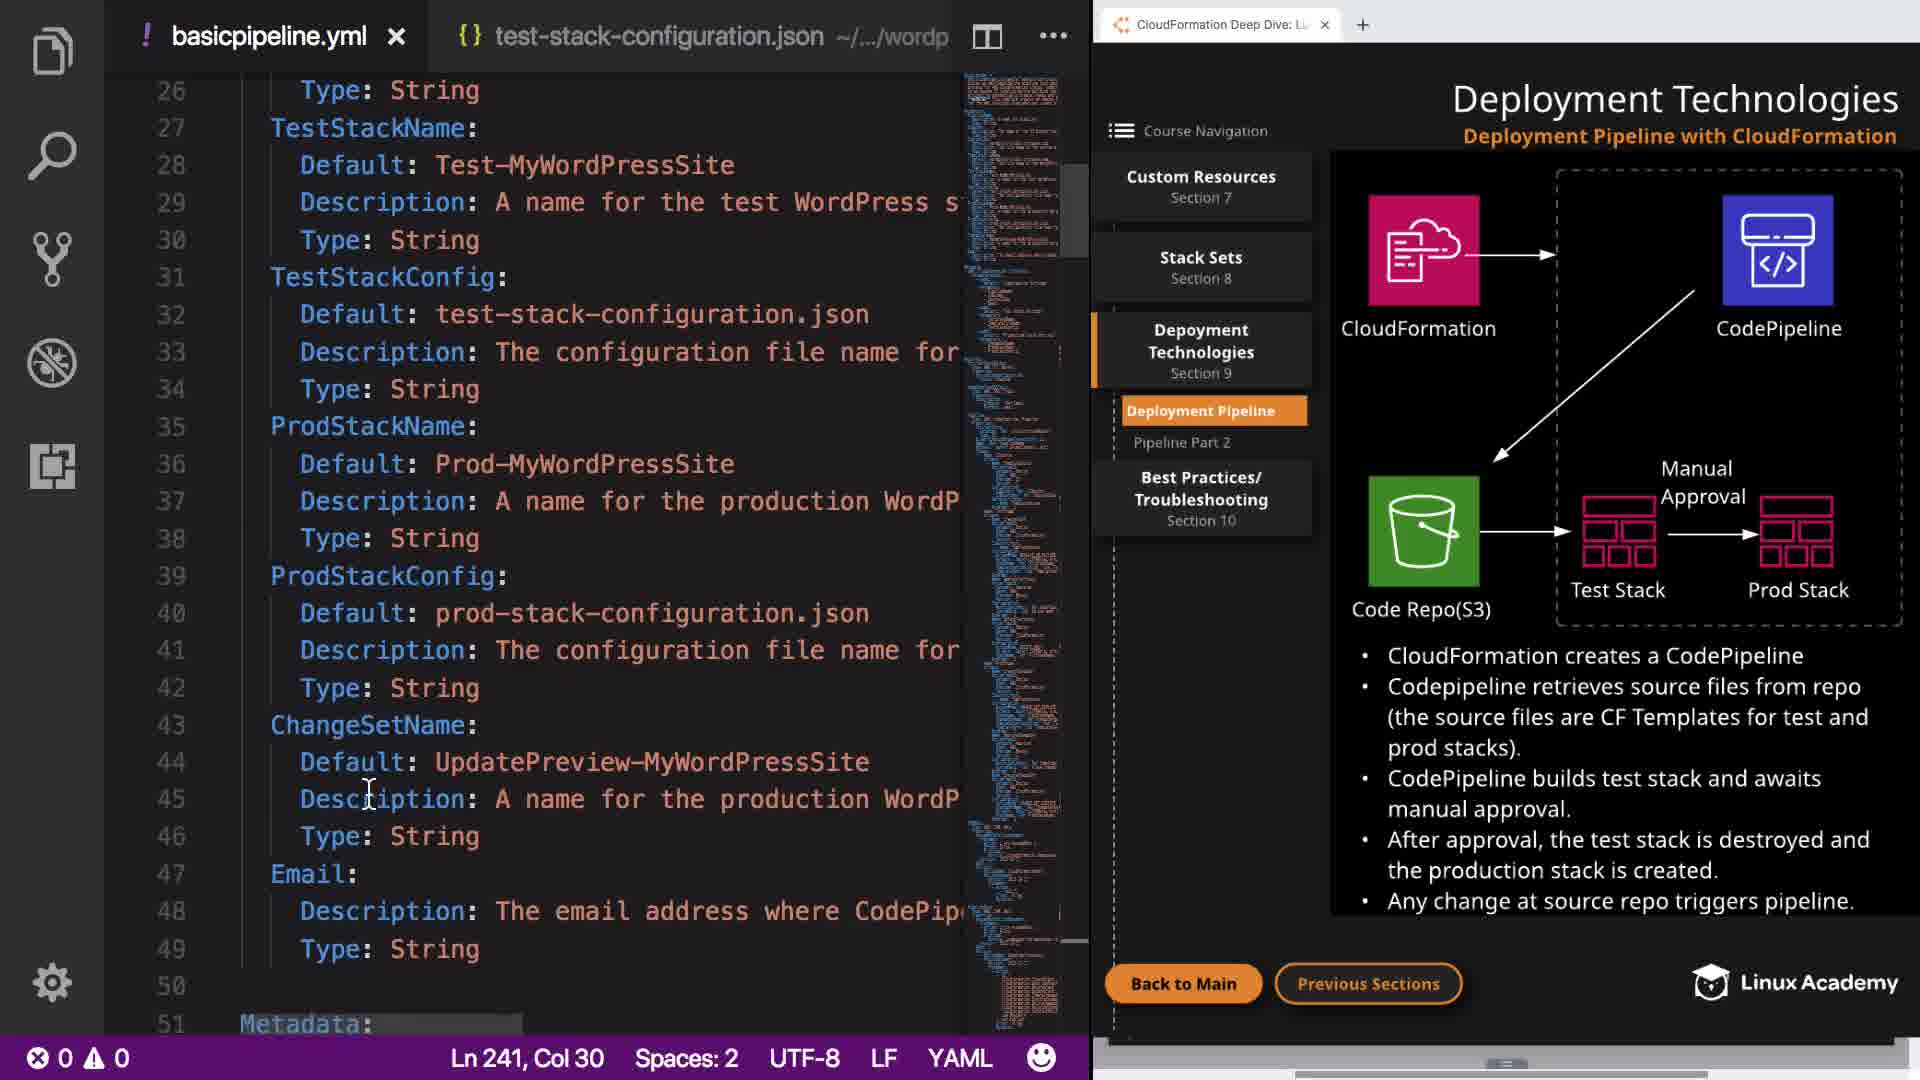 basicpipeline.yml
test-stack-configuration.json ~/.../wordp
26 Type: String
27 TestStackName:
28 Default: Test-MyWordPressSite
29 Description: A name for the test WordPress s
30 Type: String
31 TestStackConfig:
32 Default: test-stack-configuration.json
33 Description: The configuration file name for
34 Type: String
35 ProdStackName:
36 Default: Prod-MyWordPressSite
37 Description: A name for the production WordP
38 Type: String
39 ProdStackConfig:
40 Default: prod-stack-configuration.json
41 Description: The configuration file name for
42 Type: String
43 ChangeSetName:
44 Default: UpdatePreview-MyWordPressSite
45 Description: A name for the production WordP
46 Type: String
47 Email:
48 Description: The email address where CodePip
49 Type: String
50
51 Metadata:
0 0 Ln 241, Col 30 Spaces: 2 UTF-8 LF YAML
CloudFormation Deep Dive: Li
Deployment Technologies
Deployment Pipeline with CloudFormation
Course Navigation
Custom Resources
Section 7
Stack Sets
Section 8
Depoyment
Technologies
Section 9
Deployment Pipeline
Pipeline Part 2
Best Practices/
Troubleshooting
Section 10
CloudFormation
CodePipeline
Manual
Approval
Test Stack
Prod Stack
Code Repo(S3)
• CloudFormation creates a CodePipeline
• Codepipeline retrieves source files from repo
(the source files are CF Templates for test and
prod stacks).
• CodePipeline builds test stack and awaits
manual approval.
• After approval, the test stack is destroyed and
the production stack is created.
• Any change at source repo triggers pipeline.
Back to Main
Previous Sections
Linux Academy